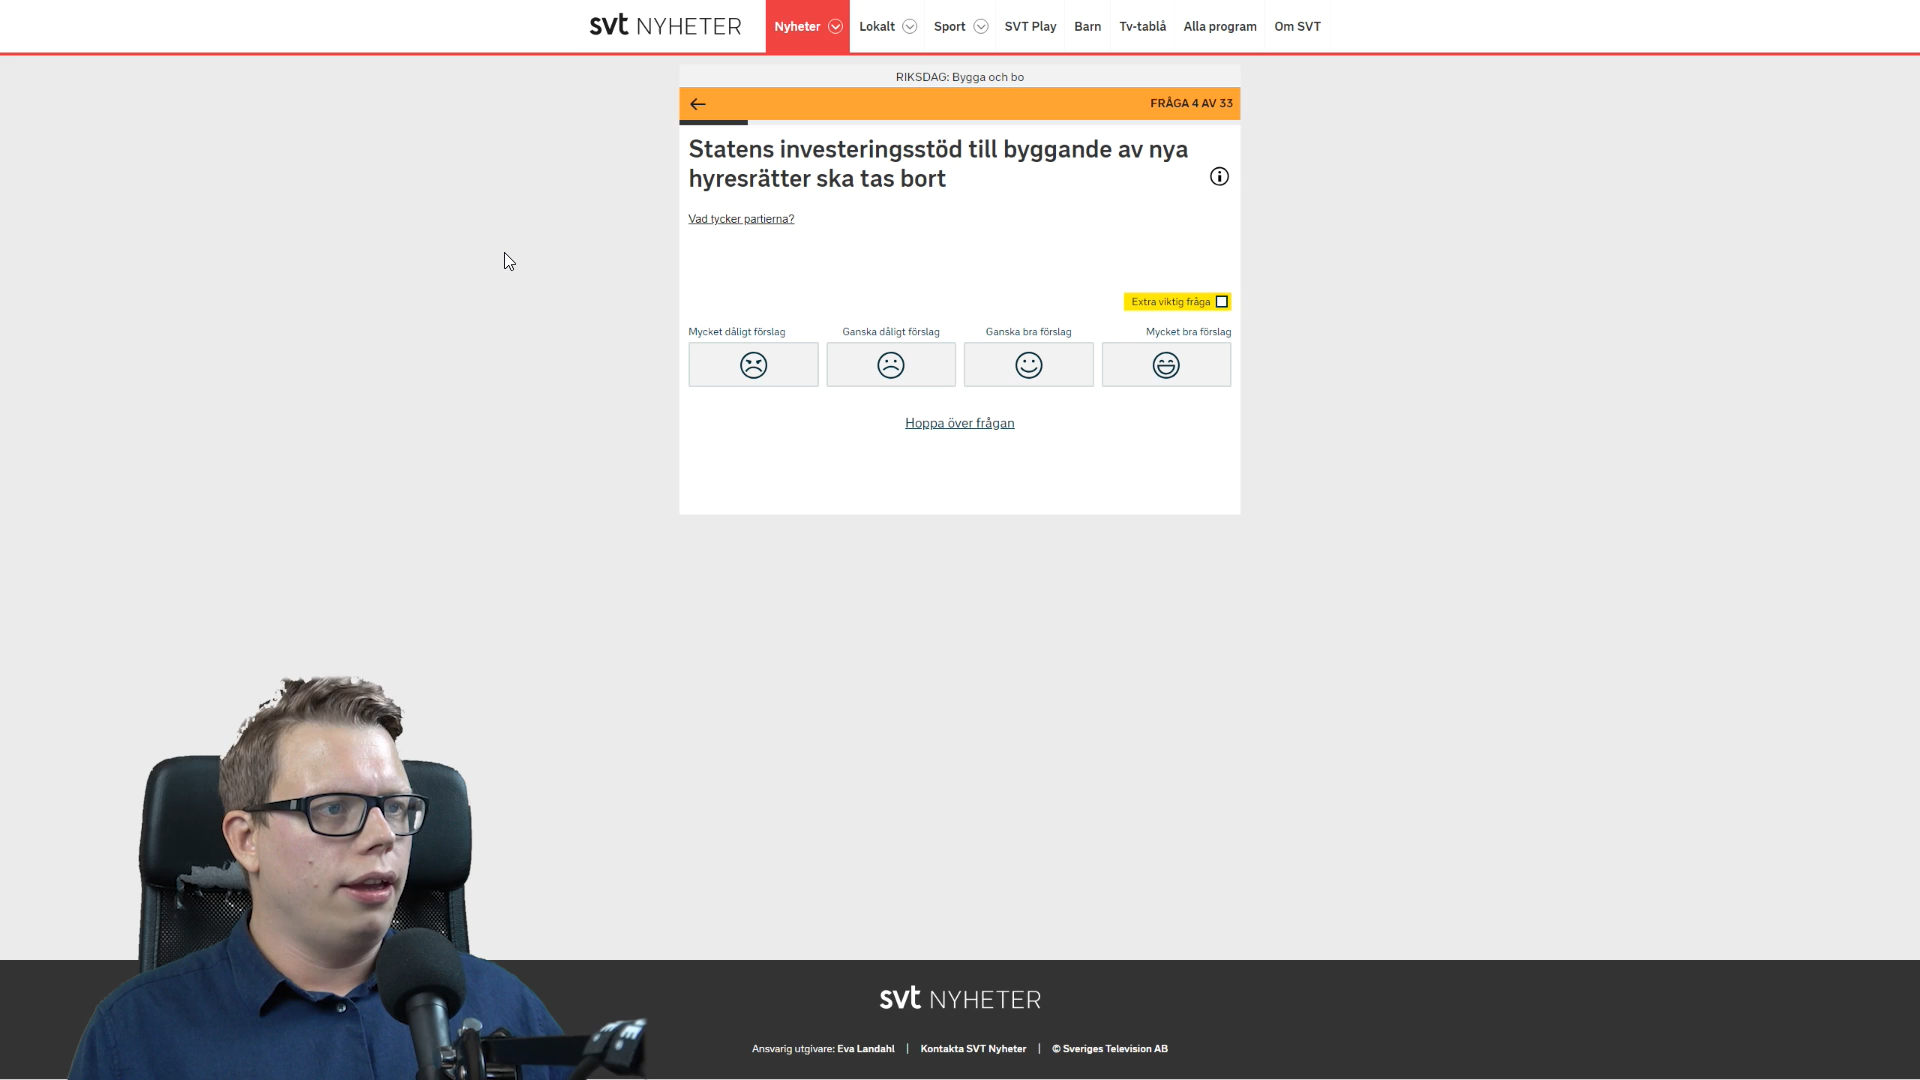 svt NYHETER
Nyheter
Lokalt
Sport
SVT Play
Barn
Tv-tablå
Alla program
Om SVT
RIKSDAG: Bygga och bo
FRÅGA 4 AV 33
Statens investeringsstöd till byggande av nya
hyresrätter ska tas bort
Vad tycker partierna?
Extra viktig fråga
Mycket dåligt förslag
Ganska dåligt förslag
Ganska bra förslag
Mycket bra förslag
Hoppa över frågan
svt NYHETER
Ansvarig utgivare: Eva Landahl | Kontakta SVT Nyheter | © Sveriges Television AB